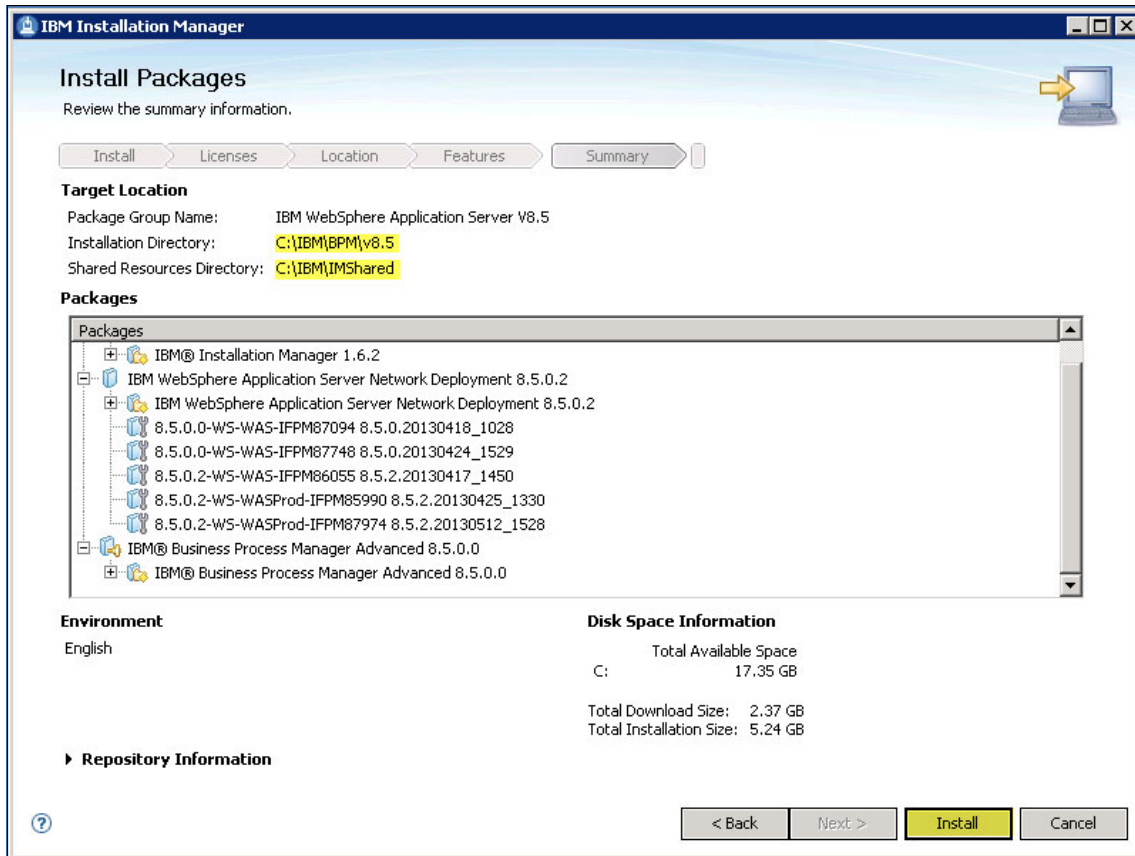 IBM Installation Manager
Install Packages
Review the summary information.
Install Licenses Location Features Summary
Target Location
Package Group Name: IBM WebSphere Application Server V8.5
Installation Directory: C:\IBM\BPM\v8.5
Shared Resources Directory: C:\IBM\IMShared
Packages
Packages
IBM® Installation Manager 1.6.2
IBM WebSphere Application Server Network Deployment 8.5.0.2
IBM WebSphere Application Server Network Deployment 8.5.0.2
8.5.0.0-WS-WAS-IFPM87094 8.5.0.20130418_1028
8.5.0.0-WS-WAS-IFPM87748 8.5.0.20130424_1529
8.5.0.2-WS-WAS-IFPM86055 8.5.2.20130417_1450
8.5.0.2-WS-WASProd-IFPM85990 8.5.2.20130425_1330
8.5.0.2-WS-WASProd-IFPM87974 8.5.2.20130512_1528
IBM® Business Process Manager Advanced 8.5.0.0
IBM® Business Process Manager Advanced 8.5.0.0
Environment
English
Disk Space Information
Total Available Space
C: 17.35 GB
Total Download Size: 2.37 GB
Total Installation Size: 5.24 GB
Repository Information
? < Back Next > Install Cancel